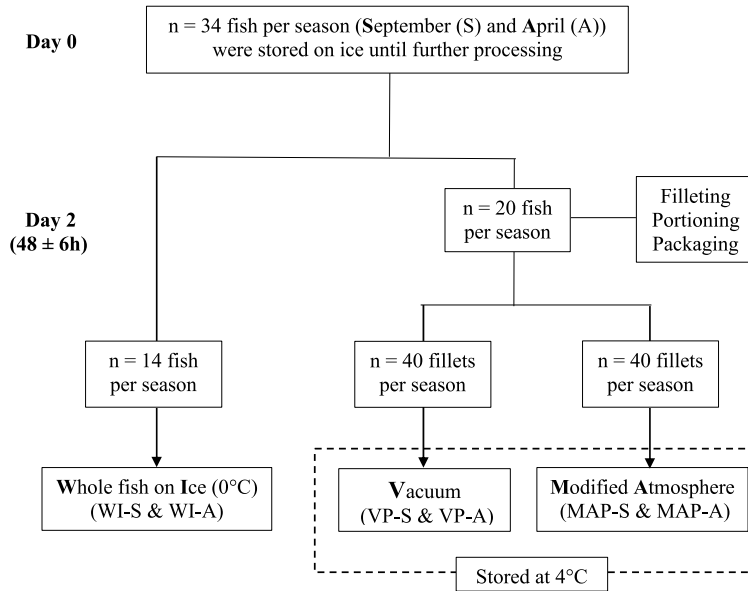 Day 0
n = 34 fish per season (September (S) and April (A))
were stored on ice until further processing
Day 2
(48 ± 6h)
n = 20 fish
per season
Filleting
Portioning
Packaging
n = 14 fish
per season
n = 40 fillets
per season
n = 40 fillets
per season
Whole fish on Ice (0°C)
(WI-S & WI-A)
Vacuum
(VP-S & VP-A)
Modified Atmosphere
(MAP-S & MAP-A)
Stored at 4°C